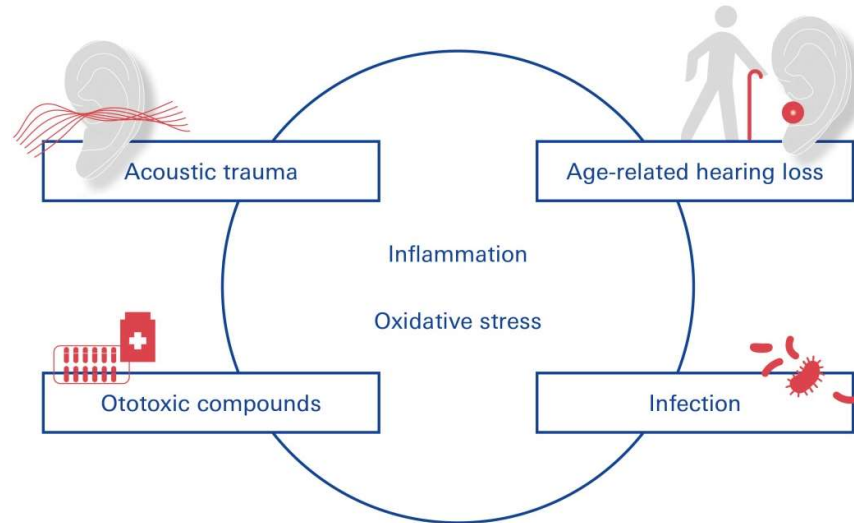 Acoustic trauma
Age-related hearing loss
Inflammation
Oxidative stress
Ototoxic compounds
Infection